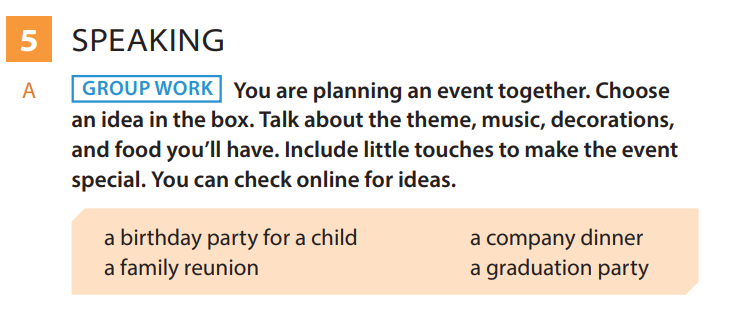 5 SPEAKING
A GROUP WORK You are planning an event together. Choose
an idea in the box. Talk about the theme, music, decorations,
and food you’ll have. Include little touches to make the event
special. You can check online for ideas.
a birthday party for a child
a family reunion
a company dinner
a graduation party